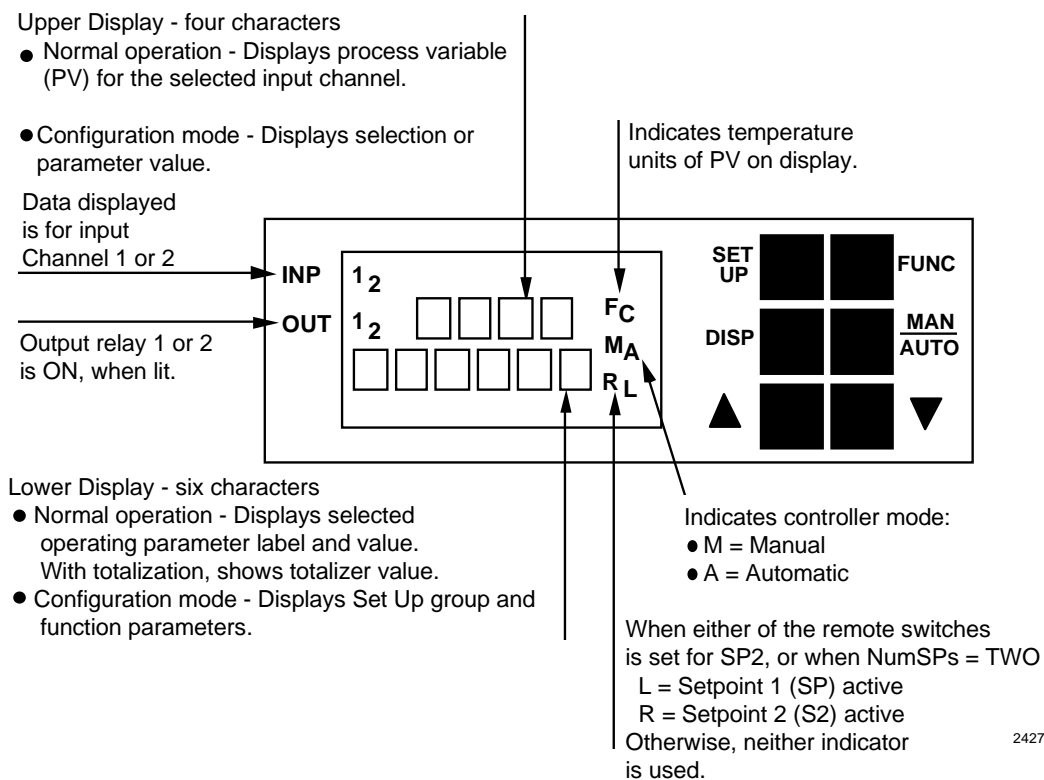 Upper Display - four characters
● Normal operation - Displays process variable
(PV) for the selected input channel.
● Configuration mode - Displays selection or
parameter value.
Indicates temperature
units of PV on display.
Data displayed
is for input
Channel 1 or 2
Output relay 1 or 2
is ON, when lit.
INP 1 2
OUT 1 2
F C
M A
R L
SET UP
FUNC
DISP
MAN
AUTO
Lower Display - six characters
● Normal operation - Displays selected
operating parameter label and value.
With totalization, shows totalizer value.
● Configuration mode - Displays Set Up group and
function parameters.
Indicates controller mode:
● M = Manual
● A = Automatic
When either of the remote switches
is set for SP2, or when NumSPs = TWO
L = Setpoint 1 (SP) active
R = Setpoint 2 (S2) active
Otherwise, neither indicator
is used.
2427